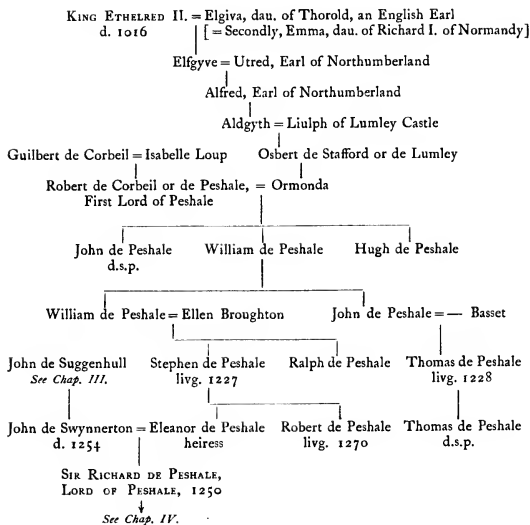 KING ETHELRED II. = Elgiva, dau. of Thorold, an English Earl
d. 1016 [ = Secondly, Emma, dau. of Richard I. of Normandy]
Elfgyve = Utred, Earl of Northumberland
Alfred, Earl of Northumberland
Aldgyth = Liulph of Lumley Castle
Guilbert de Corbeil = Isabelle Loup Osbert de Stafford or de Lumley
Robert de Corbeil or de Peshale, = Ormonda
First Lord of Peshale
John de Peshale William de Peshale Hugh de Peshale
d.s.p.
William de Peshale = Ellen Broughton John de Peshale = — Basset
John de Suggenhull Stephen de Peshale Ralph de Peshale Thomas de Peshale
See Chap. III. livg. 1227 livg. 1228
John de Swynnerton = Eleanor de Peshale Robert de Peshale Thomas de Peshale
d. 1254 heiress livg. 1270 d.s.p.
SIR RICHARD DE PESHALE,
LORD OF PESHALE, 1250
See Chap. IV.